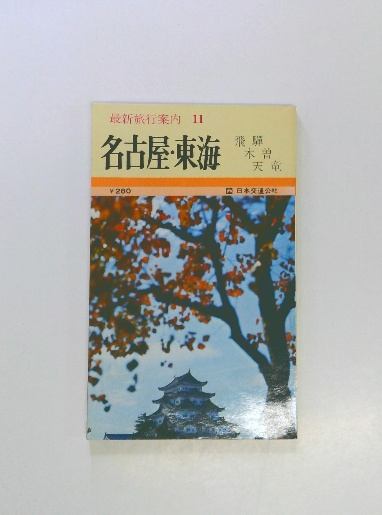 最新旅行案内 11
名古屋・東海
飛騨
木曽
天竜
¥280
日本交通公社